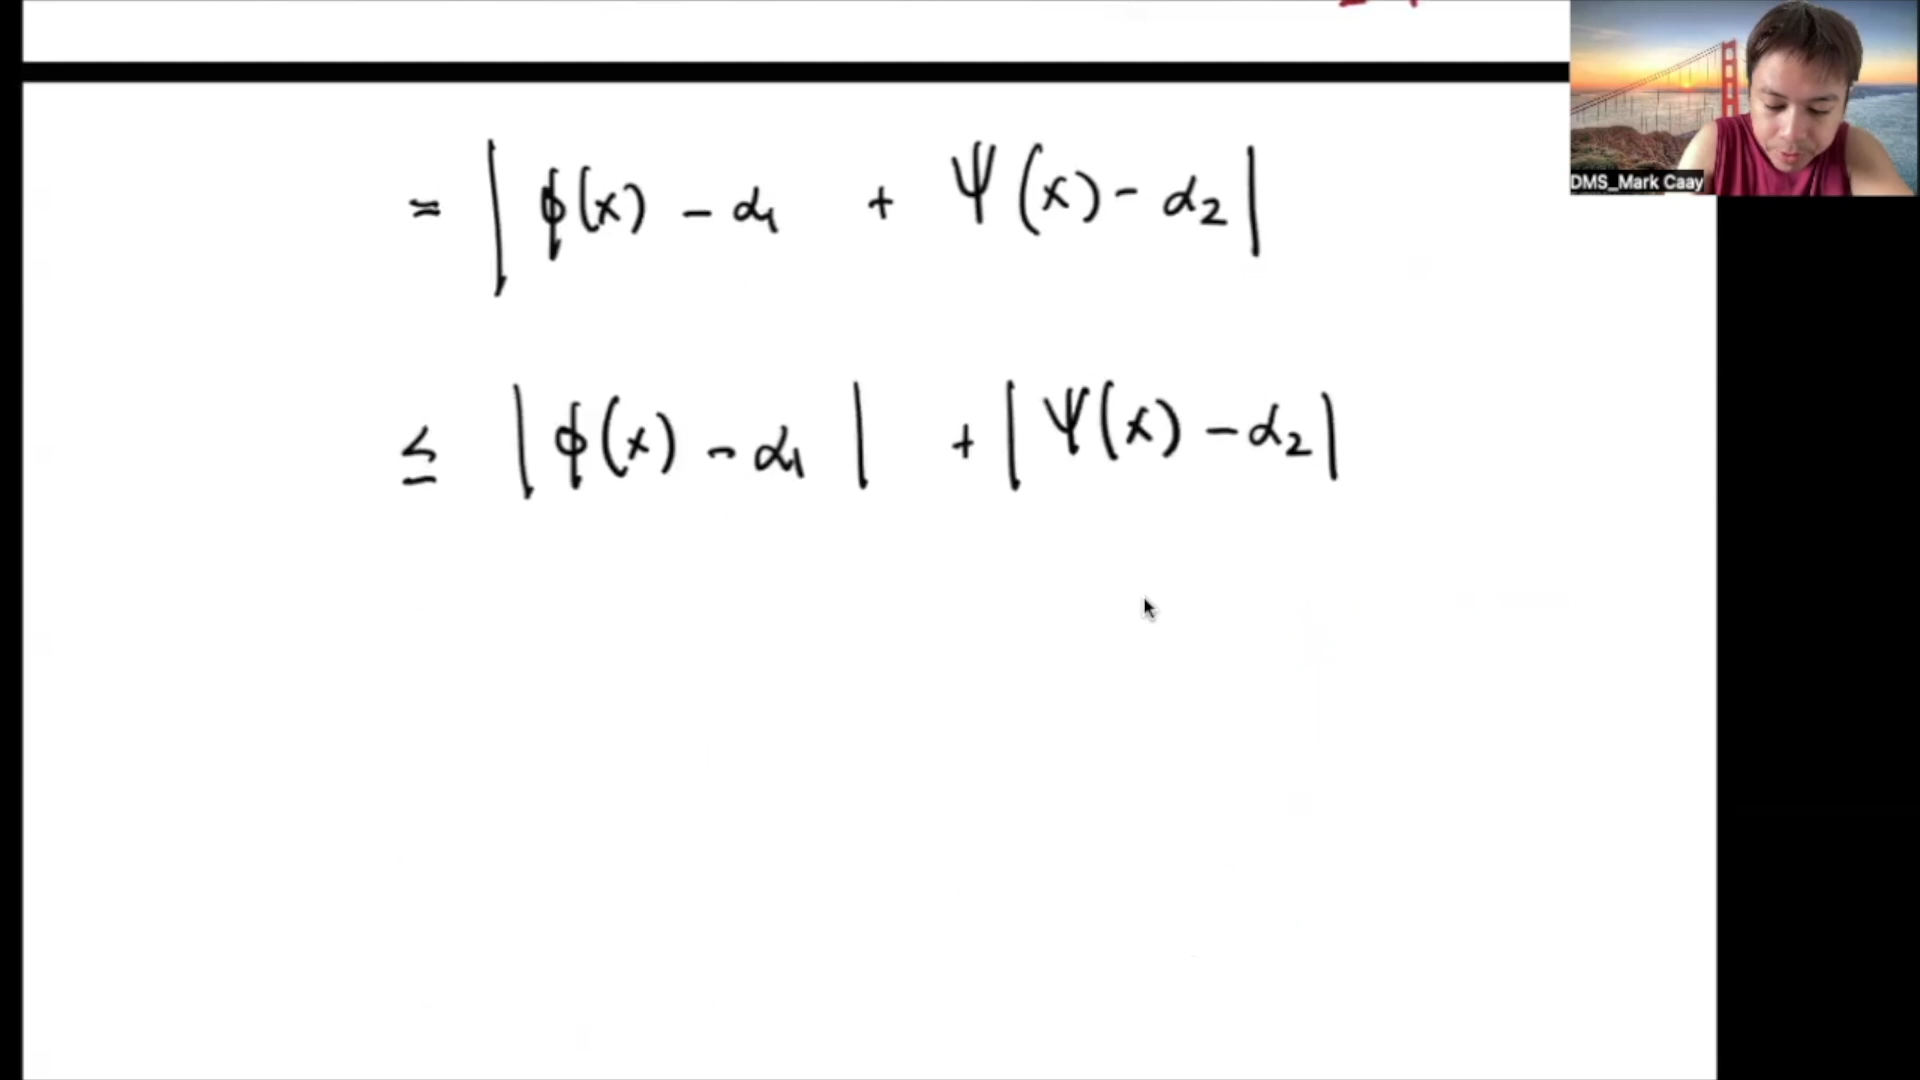 = | ϕ(x) - α₁ + Ψ(x) - α₂ |
≤ | ϕ(x) - α₁ | + | Ψ(x) - α₂ |
DMS_Mark Caay